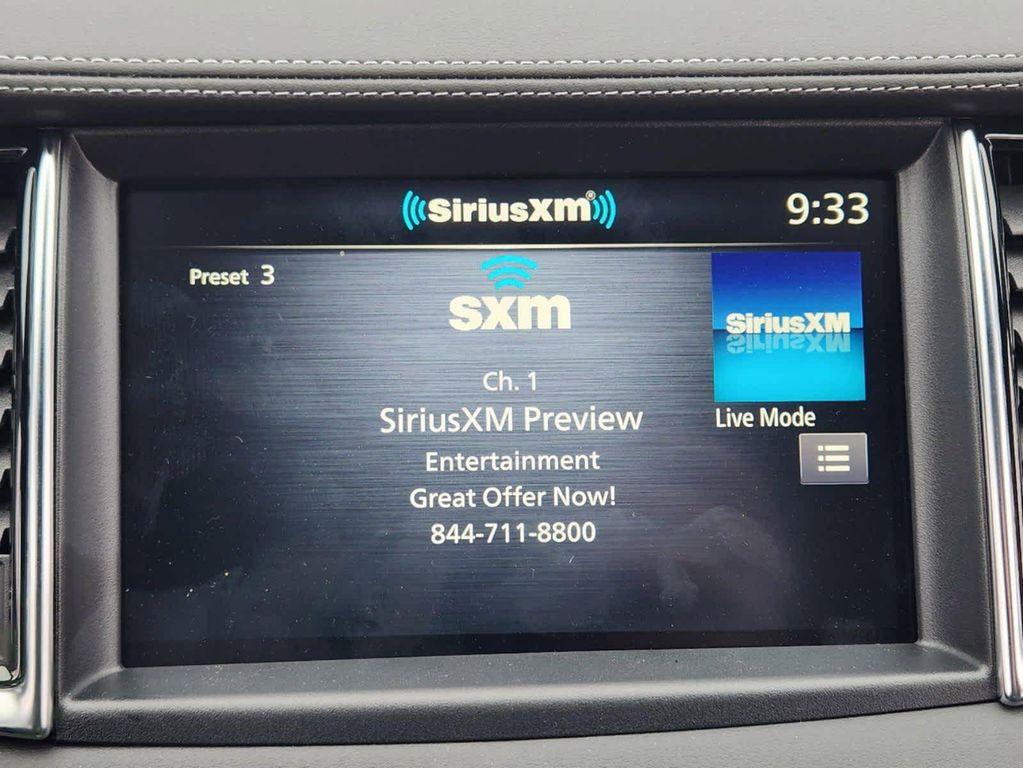 SiriusXM®
9:33
Preset 3
sxm
SiriusXM
Ch. 1
SiriusXM Preview
Live Mode
Entertainment
Great Offer Now!
844-711-8800